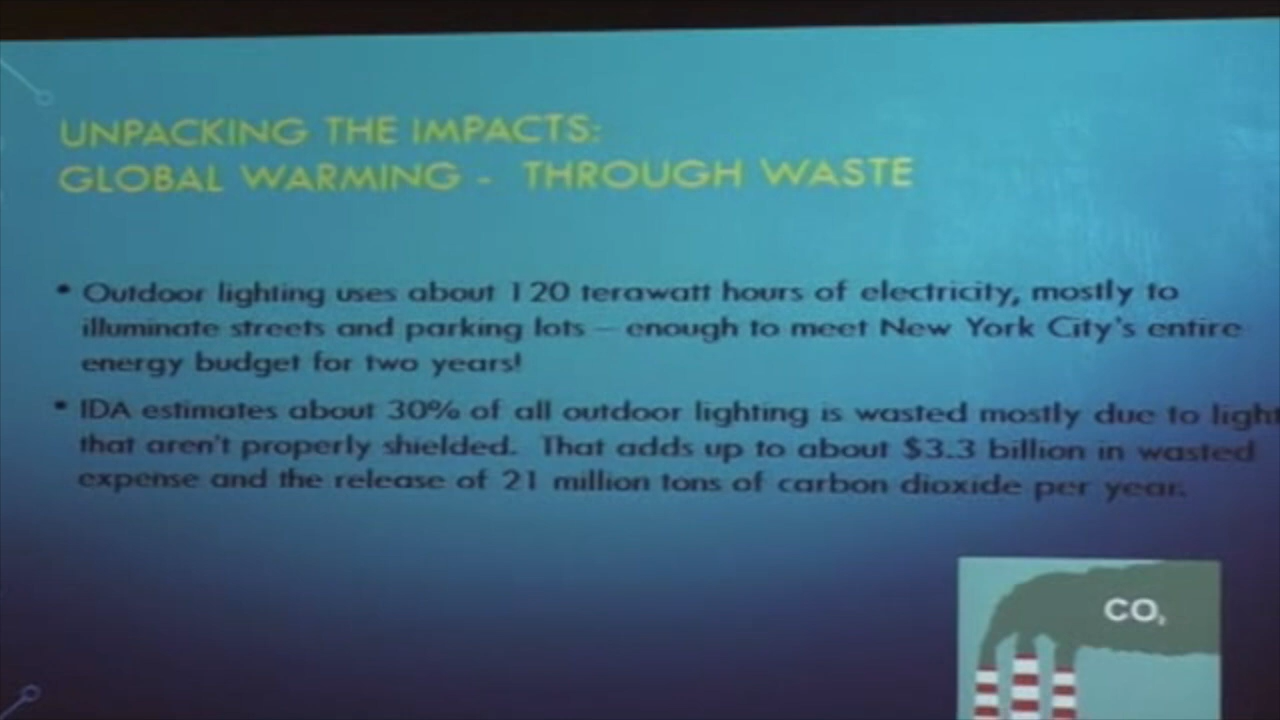 UNPACKING THE IMPACTS:
GLOBAL WARMING - THROUGH WASTE
• Outdoor lighting uses about 120 terawatt hours of electricity, mostly to
illuminate streets and parking lots – enough to meet New York City's entire
energy budget for two years!
• IDA estimates about 30% of all outdoor lighting is wasted mostly due to light
that aren't properly shielded. That adds up to about $3.3 billion in wasted
expense and the release of 21 million tons of carbon dioxide per year.
CO₂